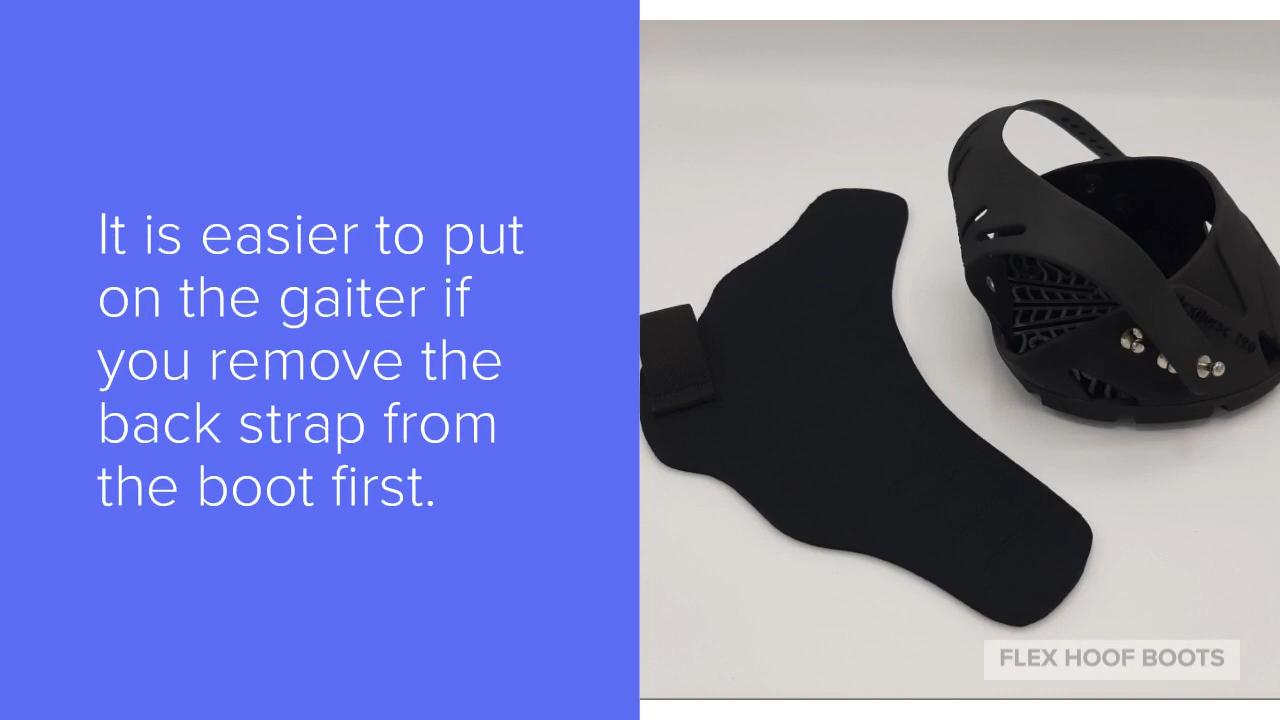 It is easier to put
on the gaiter if
you remove the
back strap from
the boot first.
FLEX HOOF BOOTS